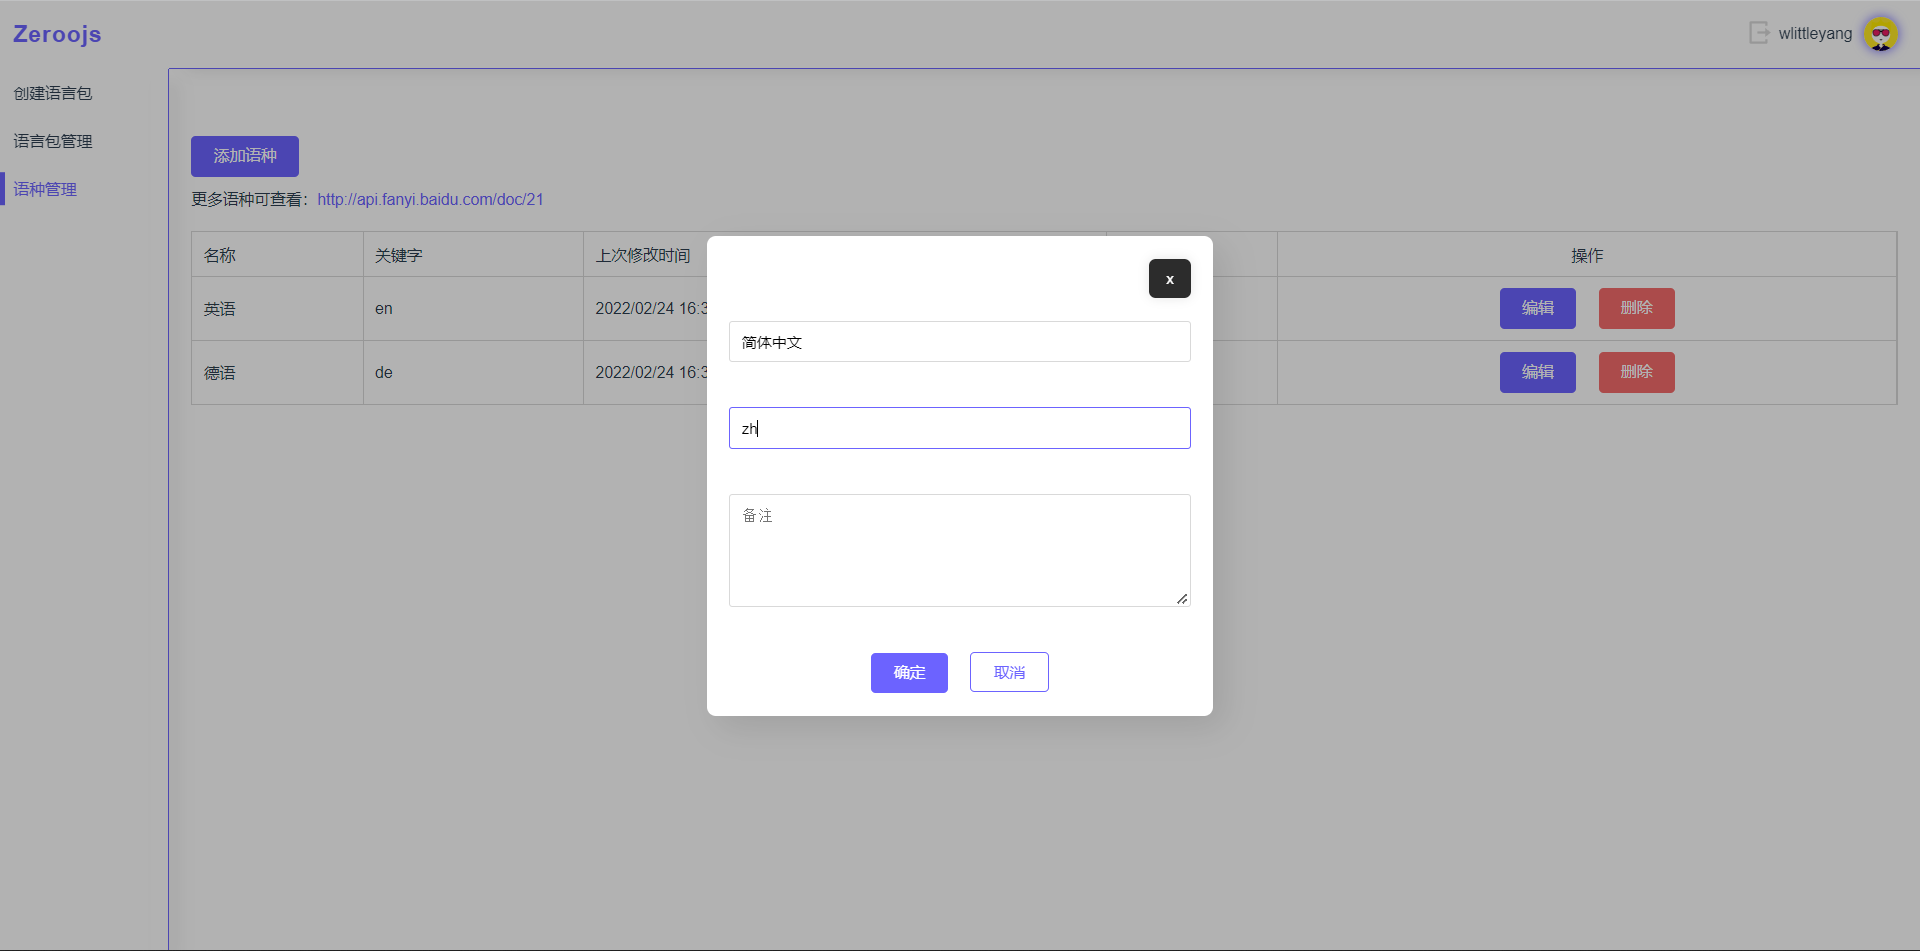 Zeroojs
wlittleyang
创建语言包
语言包管理
语种管理
添加语种
更多语种可查看：http://api.fanyi.baidu.com/doc/21
名称 关键字 上次修改时间 操作
英语 en 2022/02/24 16:3 编辑 删除
德语 de 2022/02/24 16:3 编辑 删除
x
简体中文
zh
备注
确定 取消